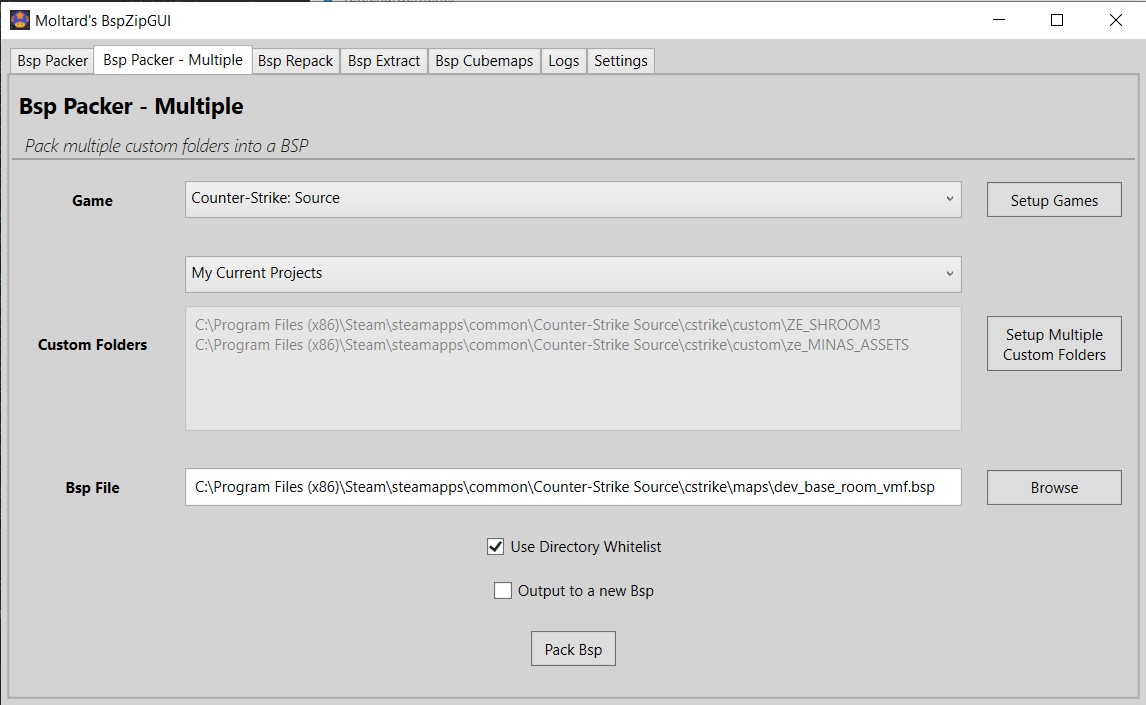 Moltard's BspZipGUI
Bsp Packer
Bsp Packer - Multiple
Bsp Repack
Bsp Extract
Bsp Cubemaps
Logs
Settings
Bsp Packer - Multiple
Pack multiple custom folders into a BSP
Game
Counter-Strike: Source
Setup Games
My Current Projects
Custom Folders
C:\Program Files (x86)\Steam\steamapps\common\Counter-Strike Source\cstrike\custom\ZE_SHROOM3
C:\Program Files (x86)\Steam\steamapps\common\Counter-Strike Source\cstrike\custom\ze_MINAS_ASSETS
Setup Multiple
Custom Folders
Bsp File
C:\Program Files (x86)\Steam\steamapps\common\Counter-Strike Source\cstrike\maps\dev_base_room_vmf.bsp
Browse
Use Directory Whitelist
Output to a new Bsp
Pack Bsp